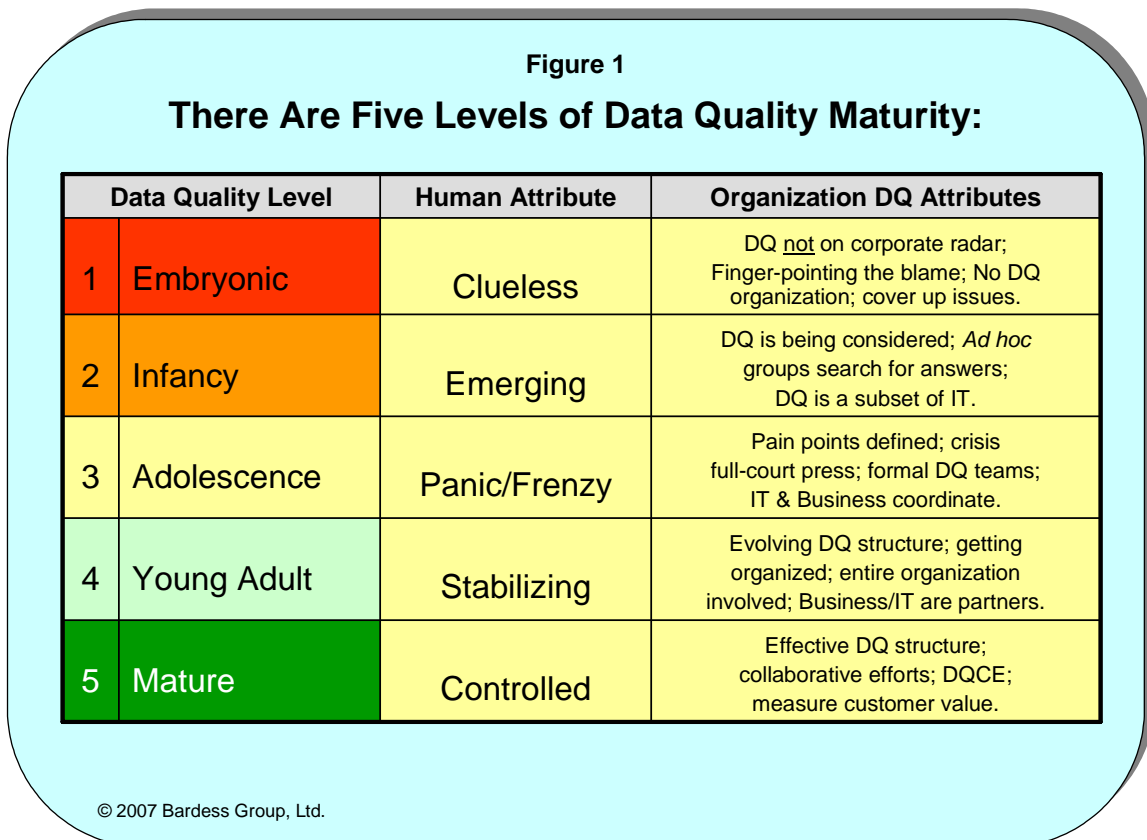 Figure 1
There Are Five Levels of Data Quality Maturity:
Data Quality Level Human Attribute Organization DQ Attributes
1 Embryonic Clueless
DQ not on corporate radar;
Finger-pointing the blame; No DQ
organization; cover up issues.
2 Infancy Emerging
DQ is being considered; Ad hoc
groups search for answers;
DQ is a subset of IT.
3 Adolescence Panic/Frenzy
Pain points defined; crisis
full-court press; formal DQ teams;
IT & Business coordinate.
4 Young Adult Stabilizing
Evolving DQ structure; getting
organized; entire organization
involved; Business/IT are partners.
5 Mature Controlled
Effective DQ structure;
collaborative efforts; DQCE;
measure customer value.
© 2007 Bardess Group, Ltd.